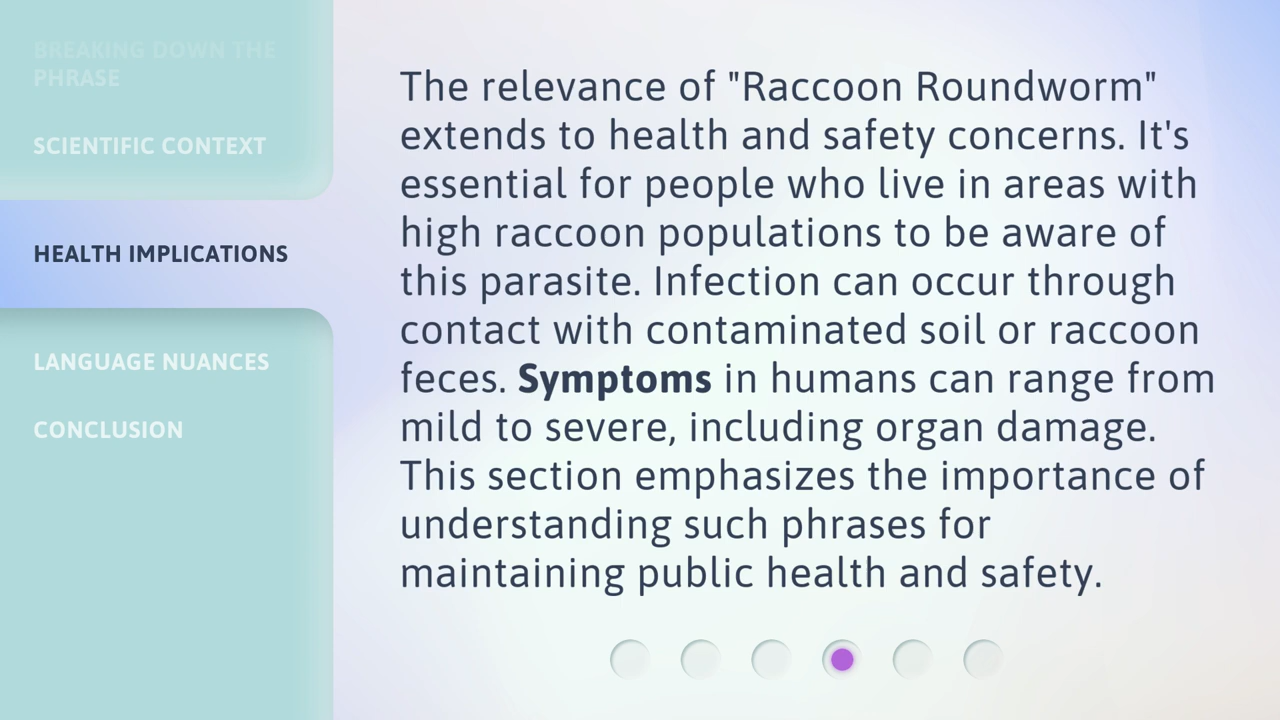 BREAKING DOWN THE
PHRASE
SCIENTIFIC CONTEXT
HEALTH IMPLICATIONS
LANGUAGE NUANCES
CONCLUSION
The relevance of "Raccoon Roundworm"
extends to health and safety concerns. It's
essential for people who live in areas with
high raccoon populations to be aware of
this parasite. Infection can occur through
contact with contaminated soil or raccoon
feces. Symptoms in humans can range from
mild to severe, including organ damage.
This section emphasizes the importance of
understanding such phrases for
maintaining public health and safety.